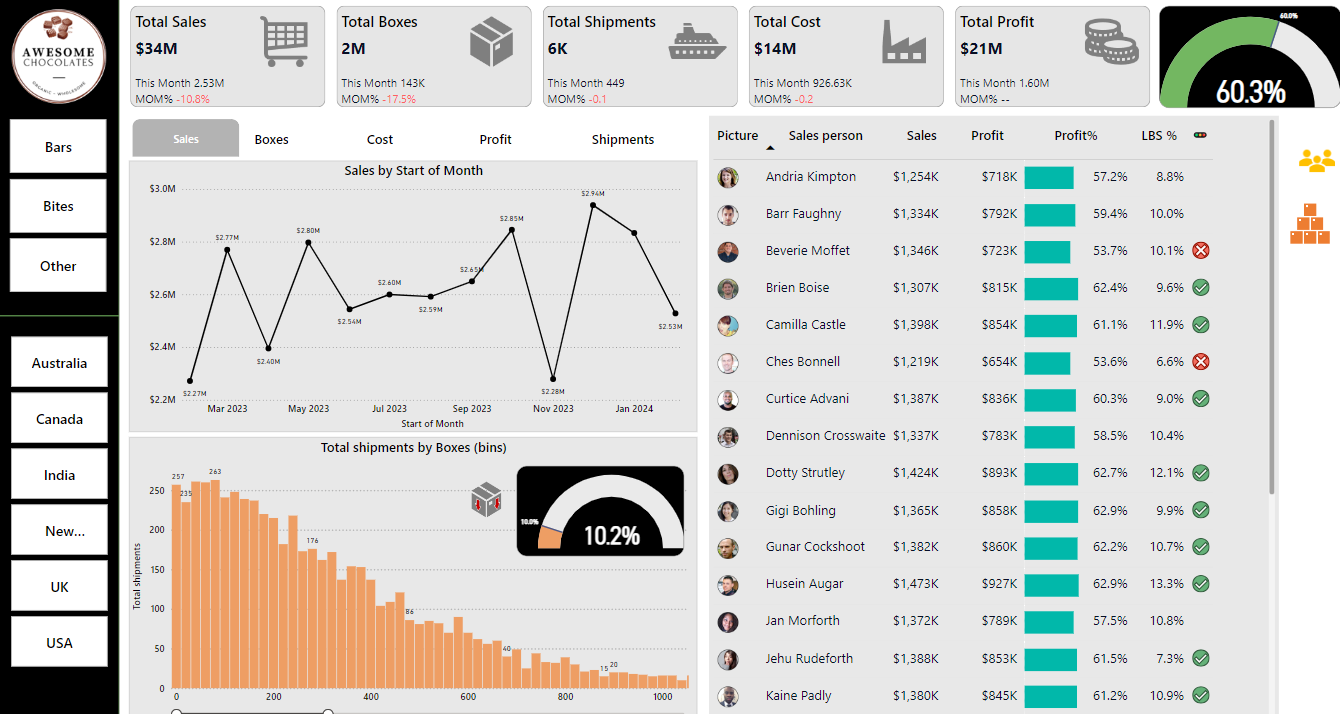 AWESOME
CHOCOLATES
ORGANIC - WHOLESOME
Bars
Bites
Other
Australia
Canada
India
New...
UK
USA
Total Sales
$34M
This Month 2.53M
MOM% -10.8%
Total Boxes
2M
This Month 143K
MOM% -17.5%
Total Shipments
6K
This Month 449
MOM% -0.1
Total Cost
$14M
This Month 926.63K
MOM% -0.2
Total Profit
$21M
This Month 1.60M
MOM% --
60.0%
60.3%
Sales Boxes Cost Profit Shipments
Sales by Start of Month
$3.0M
$2.8M
$2.6M
$2.4M
$2.2M
$2.27M
$2.77M
$2.40M
$2.80M
$2.54M
$2.60M
$2.59M
$2.65M
$2.85M
$2.28M
$2.94M
$2.53M
Mar 2023 May 2023 Jul 2023 Sep 2023 Nov 2023 Jan 2024
Start of Month
Total shipments by Boxes (bins)
Total shipments
250
200
150
100
50
0
257
235
263
176
86
40
15
20
0 200 400 600 800 1000
10.0%
10.2%
Picture Sales person Sales Profit Profit% LBS %
Andria Kimpton $1,254K $718K 57.2% 8.8%
Barr Faughny $1,334K $792K 59.4% 10.0%
Beverie Moffet $1,346K $723K 53.7% 10.1%
Brien Boise $1,307K $815K 62.4% 9.6%
Camilla Castle $1,398K $854K 61.1% 11.9%
Ches Bonnell $1,219K $654K 53.6% 6.6%
Curtice Advani $1,387K $836K 60.3% 9.0%
Dennison Crosswaite $1,337K $783K 58.5% 10.4%
Dotty Strutley $1,424K $893K 62.7% 12.1%
Gigi Bohling $1,365K $858K 62.9% 9.9%
Gunar Cockshoot $1,382K $860K 62.2% 10.7%
Husein Augar $1,473K $927K 62.9% 13.3%
Jan Morforth $1,372K $789K 57.5% 10.8%
Jehu Rudeforth $1,388K $853K 61.5% 7.3%
Kaine Padly $1,380K $845K 61.2% 10.9%